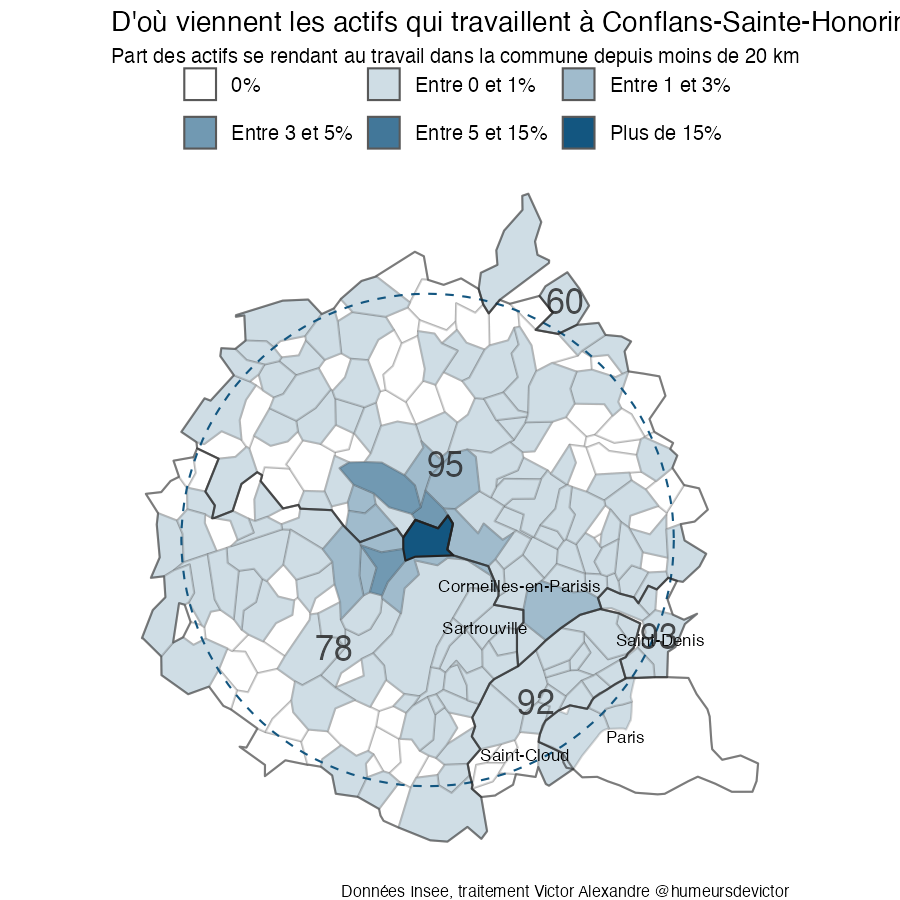 D'où viennent les actifs qui travaillent à Conflans-Sainte-Honorin
Part des actifs se rendant au travail dans la commune depuis moins de 20 km
0% Entre 0 et 1% Entre 1 et 3%
Entre 3 et 5% Entre 5 et 15% Plus de 15%
60
95
Cormeilles-en-Parisis
Sartrouville
93
Saint-Denis
78
92
Paris
Saint-Cloud
Données Insee, traitement Victor Alexandre @humeursdevictor